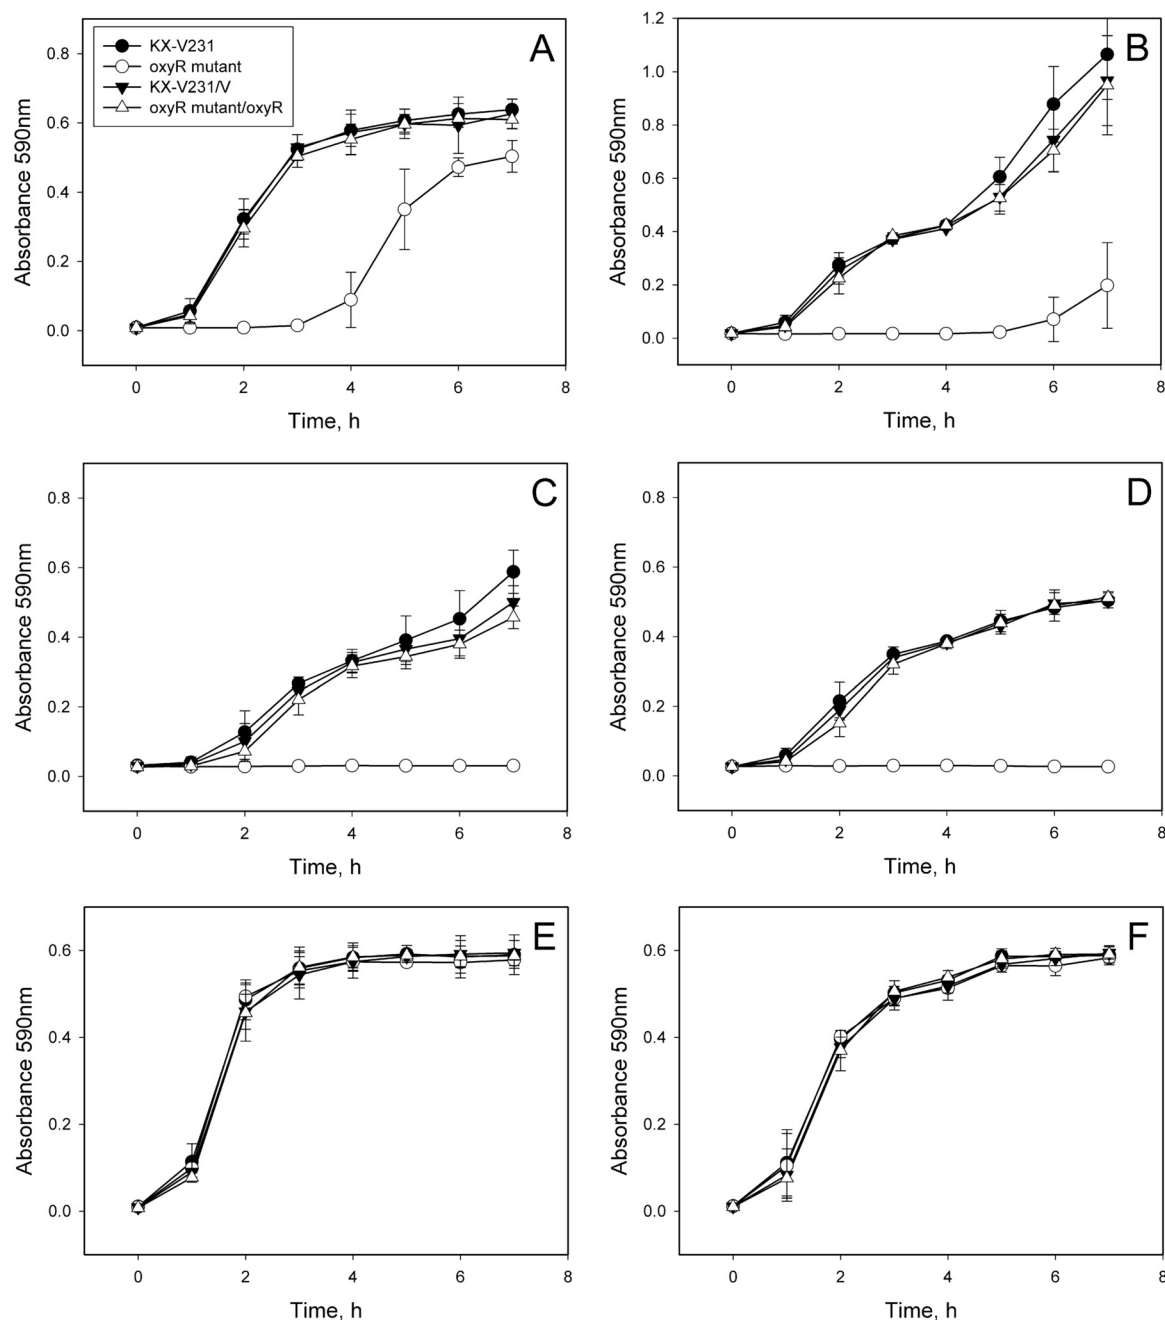 A
KX-V231
oxyR mutant
KX-V231/V
oxyR mutant/oxyR
Absorbance 590nm
0.8
0.6
0.4
0.2
0.0
0 2 4 6 8
Time, h
B
Absorbance 590nm
1.2
1.0
0.8
0.6
0.4
0.2
0.0
0 2 4 6 8
Time, h
C
Absorbance 590nm
0.8
0.6
0.4
0.2
0.0
0 2 4 6 8
Time, h
D
Absorbance 590nm
0.8
0.6
0.4
0.2
0.0
0 2 4 6 8
Time, h
E
Absorbance 590nm
0.6
0.4
0.2
0.0
0 2 4 6 8
Time, h
F
Absorbance 590nm
0.6
0.4
0.2
0.0
0 2 4 6 8
Time, h